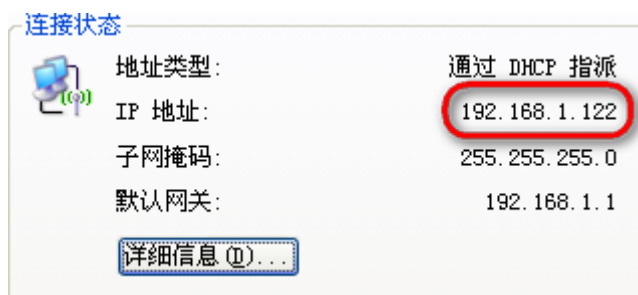 连接状态
地址类型: 通过 DHCP 指派
IP 地址: 192.168.1.122
子网掩码: 255.255.255.0
默认网关: 192.168.1.1
详细信息(D)...